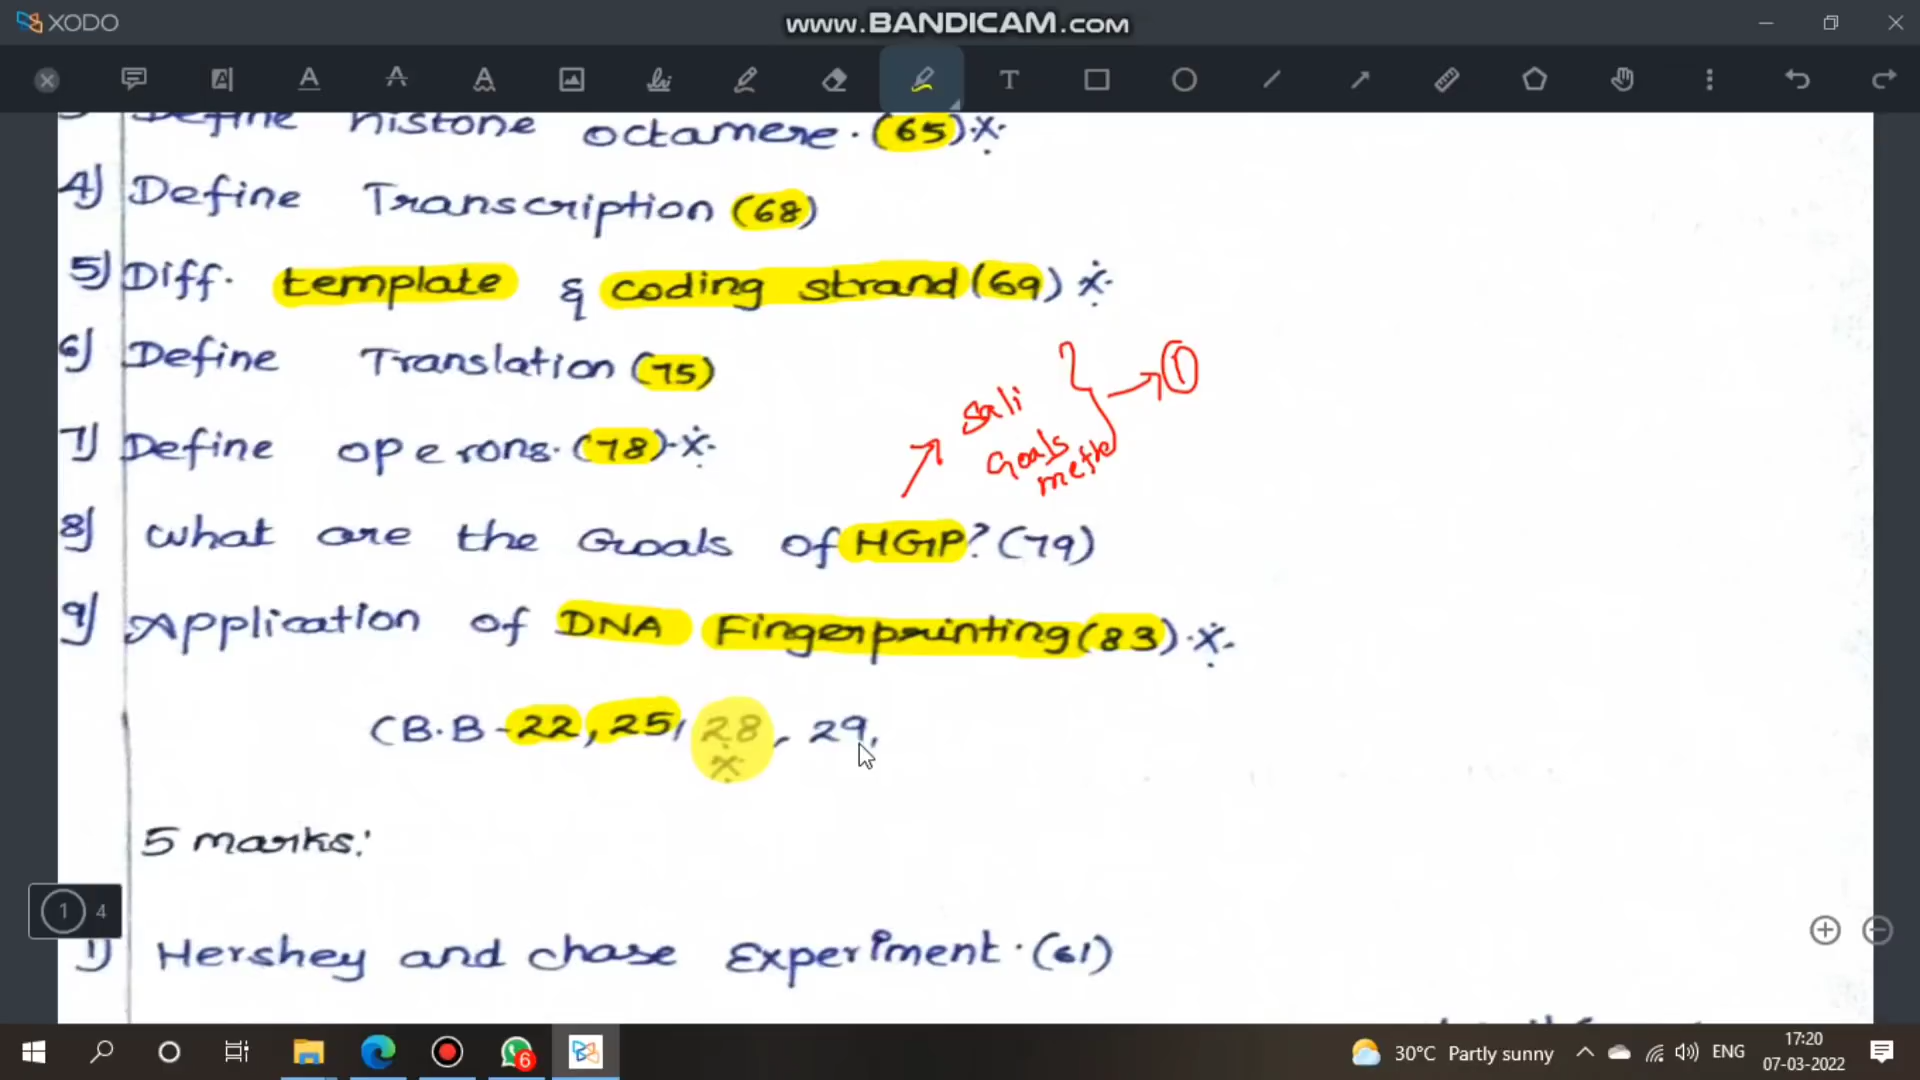 XODO
www.BANDICAM.com
Define histone octamere. (65)
4) Define Transcription (68)
5) Diff. template & coding strand (69)
6) Define Translation (75)
Sali
Goals
1
7) Define operons. (78)
8) What are the Goals of HGP? (79)
9) Application of DNA Fingerprinting (83)
(B.B - 22, 25, 28, 29,
5 marks:
1 4
1) Hershey and chase Experiment. (61)
6
30°C Partly sunny
ENG
17:20
07-03-2022